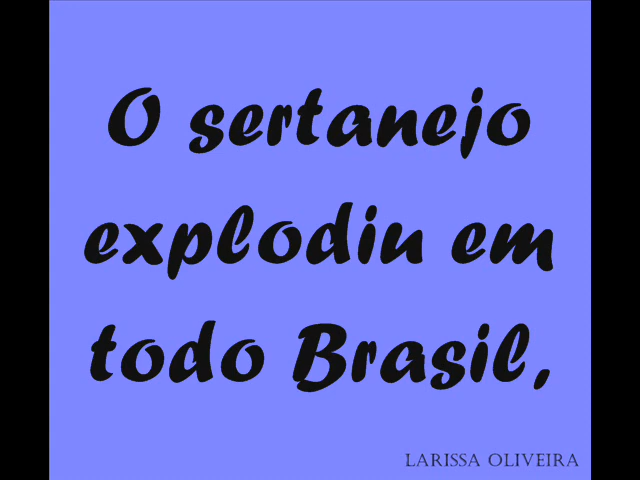 O sertanejo
explodiu em
todo Brasil,
LARISSA OLIVEIRA